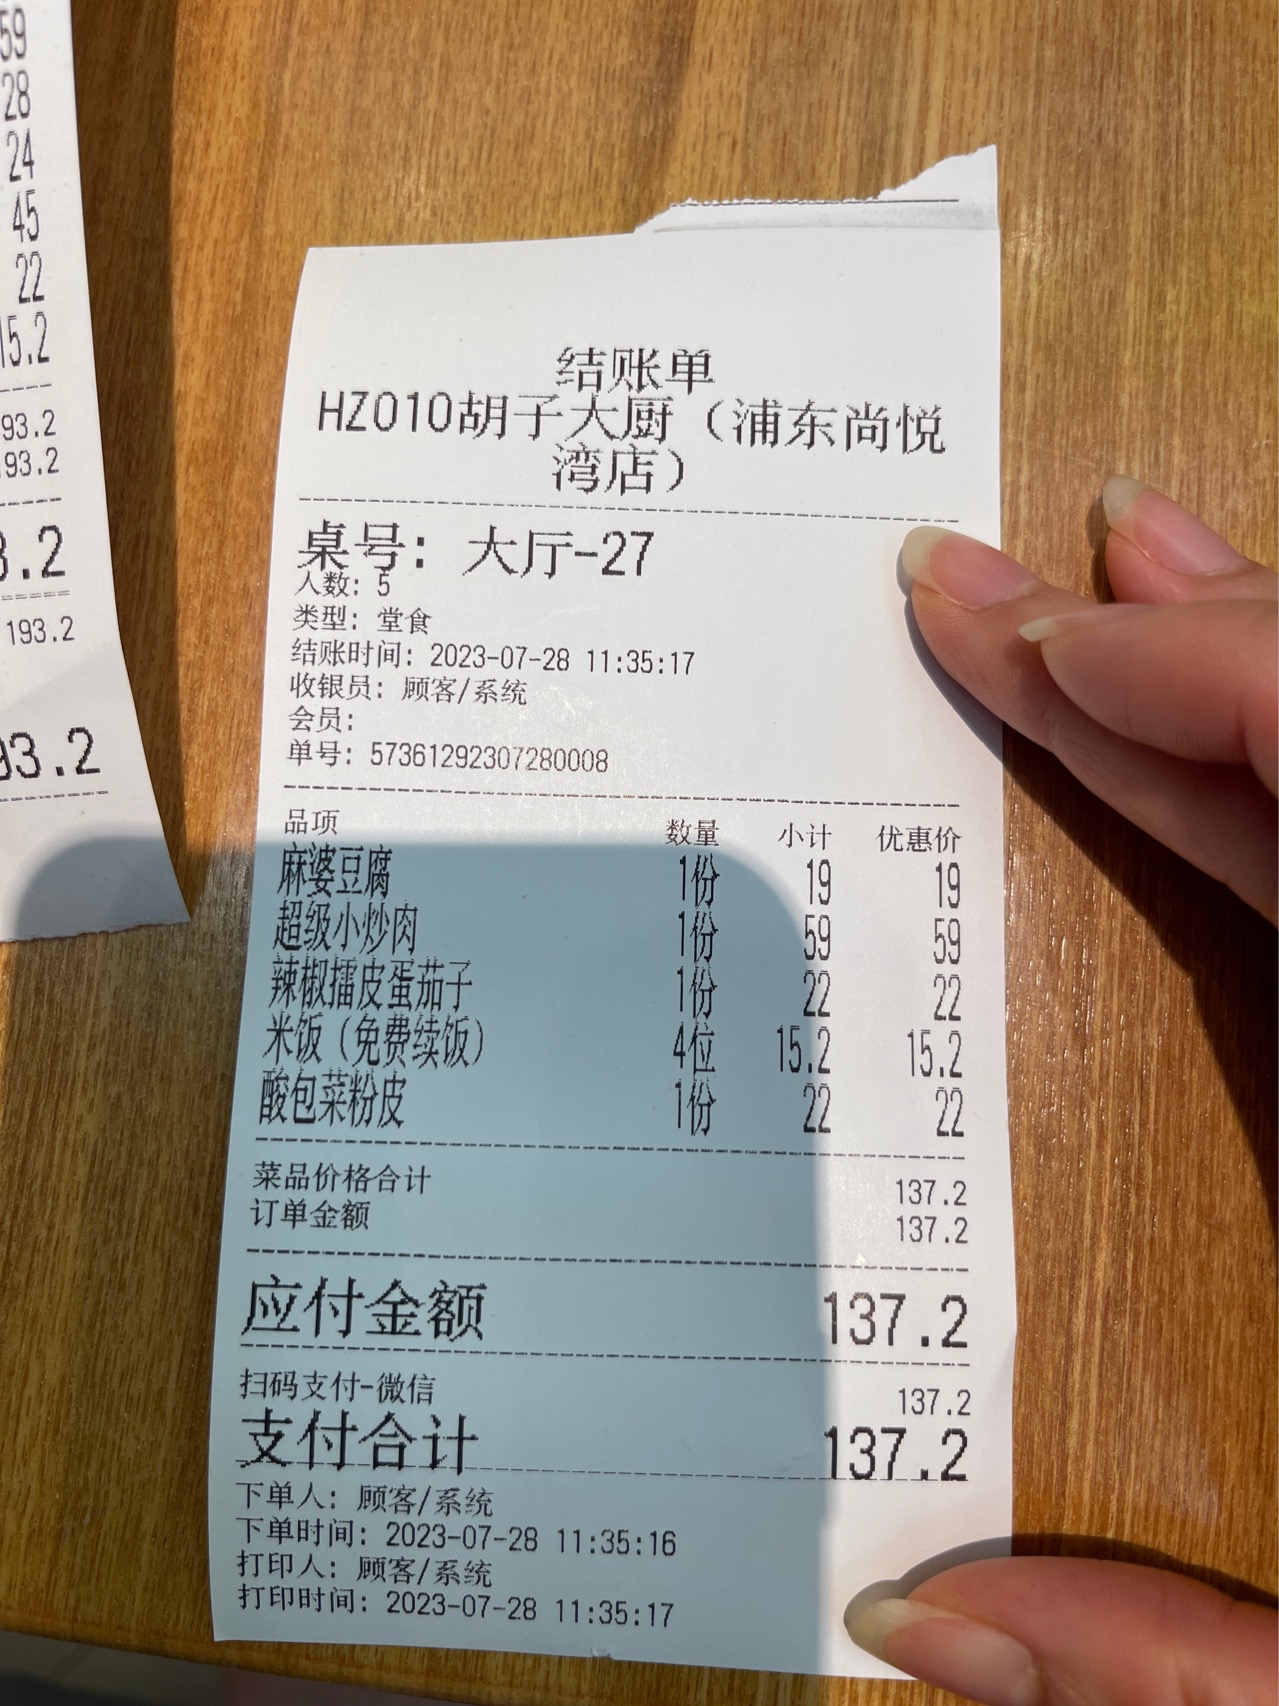 59
28
24
45
22
15.2
93.2
193.2
3.2
193.2
93.2
结账单
HZ010胡子大厨（浦东尚悦
湾店）
桌号: 大厅-27
人数: 5
类型: 堂食
结账时间: 2023-07-28 11:35:17
收银员: 顾客/系统
会员:
单号: 57361292307280008
品项 数量 小计 优惠价
麻婆豆腐 1份 19 19
超级小炒肉 1份 59 59
辣椒擂皮蛋茄子 1份 22 22
米饭（免费续饭） 4位 15.2 15.2
酸包菜粉皮 1份 22 22
菜品价格合计 137.2
订单金额 137.2
应付金额 137.2
扫码支付-微信 137.2
支付合计 137.2
下单人: 顾客/系统
下单时间: 2023-07-28 11:35:16
打印人: 顾客/系统
打印时间: 2023-07-28 11:35:17